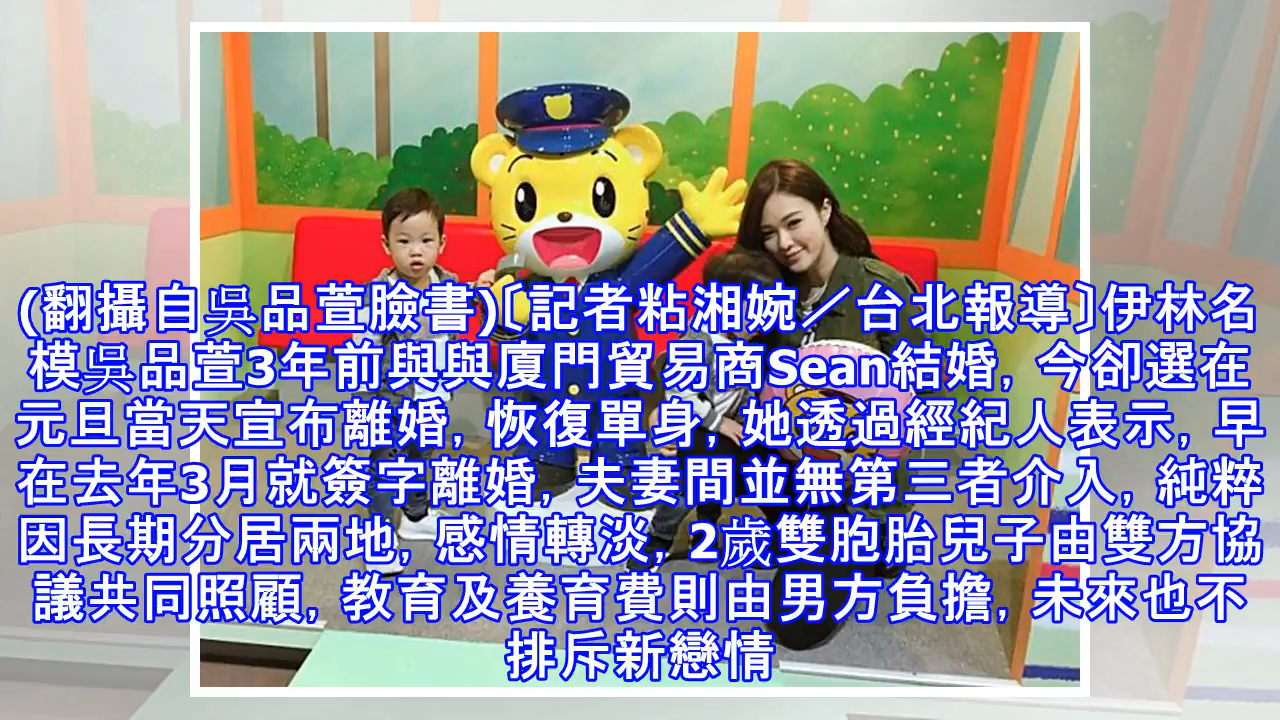 (翻攝自吳品萱臉書)〔記者粘湘婉／台北報導〕伊林名
模吳品萱3年前與與廈門貿易商Sean結婚, 今卻選在
元旦當天宣布離婚, 恢復單身, 她透過經紀人表示, 早
在去年3月就簽字離婚, 夫妻間並無第三者介入, 純粹
因長期分居兩地, 感情轉淡, 2歲雙胞胎兒子由雙方協
議共同照顧, 教育及養育費則由男方負擔, 未來也不
排斥新戀情